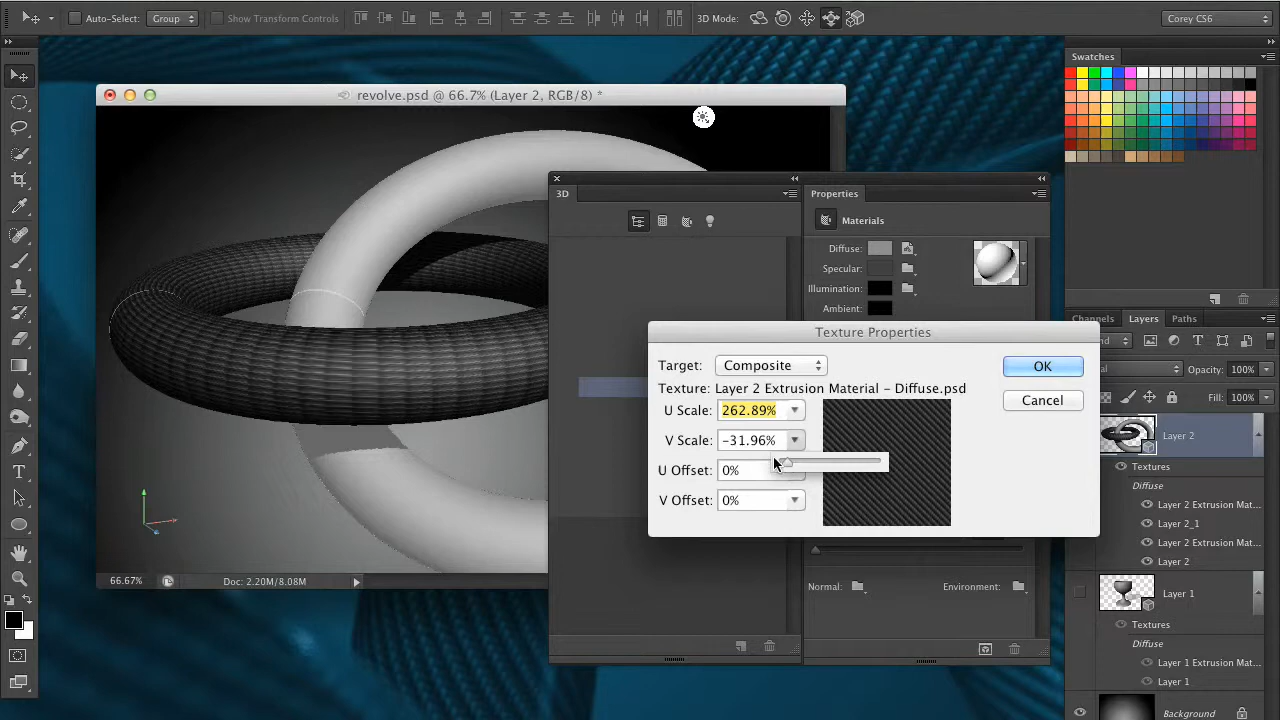 Auto-Select: Group Show Transform Controls 3D Mode: Corey CS6
revolve.psd @ 66.7% (Layer 2, RGB/8) *
Swatches
3D
Properties
Materials
Diffuse:
Specular:
Illumination:
Ambient:
Texture Properties
Target: Composite
OK
Texture: Layer 2 Extrusion Material - Diffuse.psd
Cancel
U Scale: 262.89%
V Scale: -31.96%
U Offset: 0%
V Offset: 0%
Normal: Environment:
66.67% Doc: 2.20M/8.08M
Channels Layers Paths
Opacity: 100%
Fill: 100%
Layer 2
Textures
Diffuse
Layer 2 Extrusion Mat...
Layer 2_1
Layer 2 Extrusion Mat...
Layer 2
Layer 1
Textures
Diffuse
Layer 1 Extrusion Mat...
Layer 1
Background